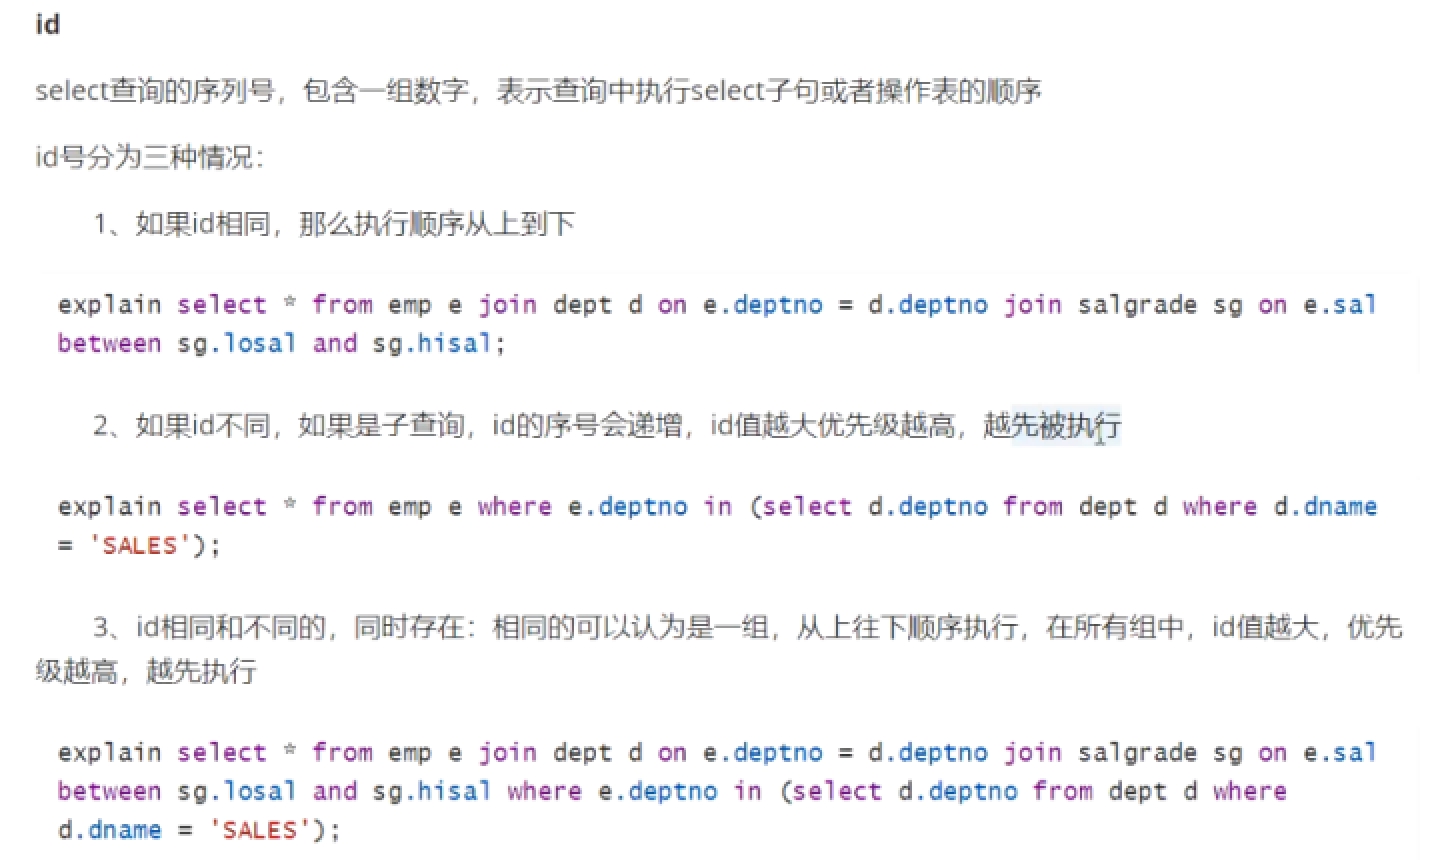 id
select查询的序列号，包含一组数字，表示查询中执行select子句或者操作表的顺序
id号分为三种情况：
1、如果id相同，那么执行顺序从上到下
explain select * from emp e join dept d on e.deptno = d.deptno join salgrade sg on e.sal
between sg.losal and sg.hisal;
2、如果id不同，如果是子查询，id的序号会递增，id值越大优先级越高，越先被执行
explain select * from emp e where e.deptno in (select d.deptno from dept d where d.dname
= 'SALES');
3、id相同和不同的，同时存在：相同的可以认为是一组，从上往下顺序执行，在所有组中，id值越大，优先
级越高，越先执行
explain select * from emp e join dept d on e.deptno = d.deptno join salgrade sg on e.sal
between sg.losal and sg.hisal where e.deptno in (select d.deptno from dept d where
d.dname = 'SALES');